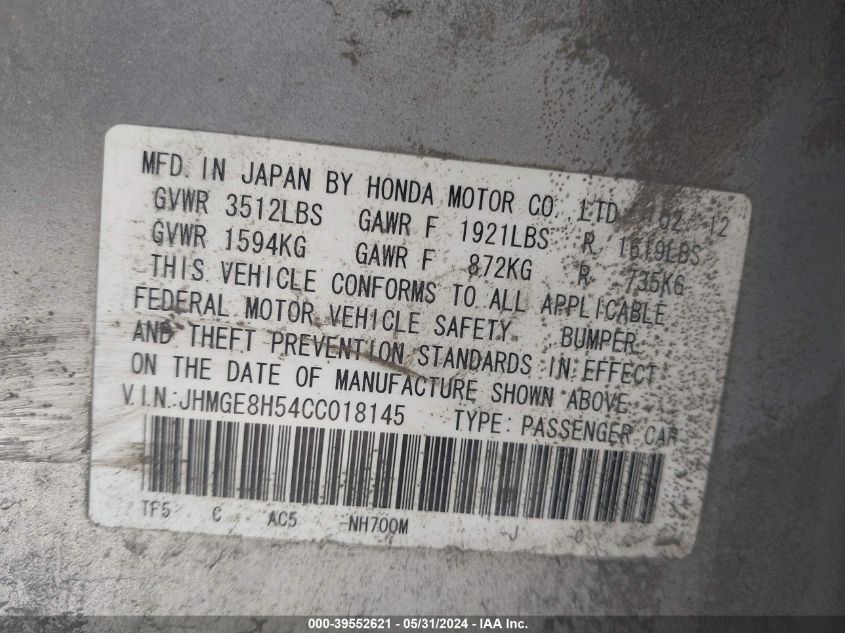 MFD. IN JAPAN BY HONDA MOTOR CO.,LTD. 02/12
GVWR 3512LBS GAWR F 1921LBS R 1619LBS
GVWR 1594KG GAWR F 872KG R 735KG
THIS VEHICLE CONFORMS TO ALL APPLICABLE
FEDERAL MOTOR VEHICLE SAFETY, BUMPER,
AND THEFT PREVENTION STANDARDS IN EFFECT
ON THE DATE OF MANUFACTURE SHOWN ABOVE.
V.I.N.:JHMGE8H54CC018145 TYPE: PASSENGER CAR
TF5 C AC5 -NH700M -J C
000-39552621 - 05/31/2024 - IAA Inc.